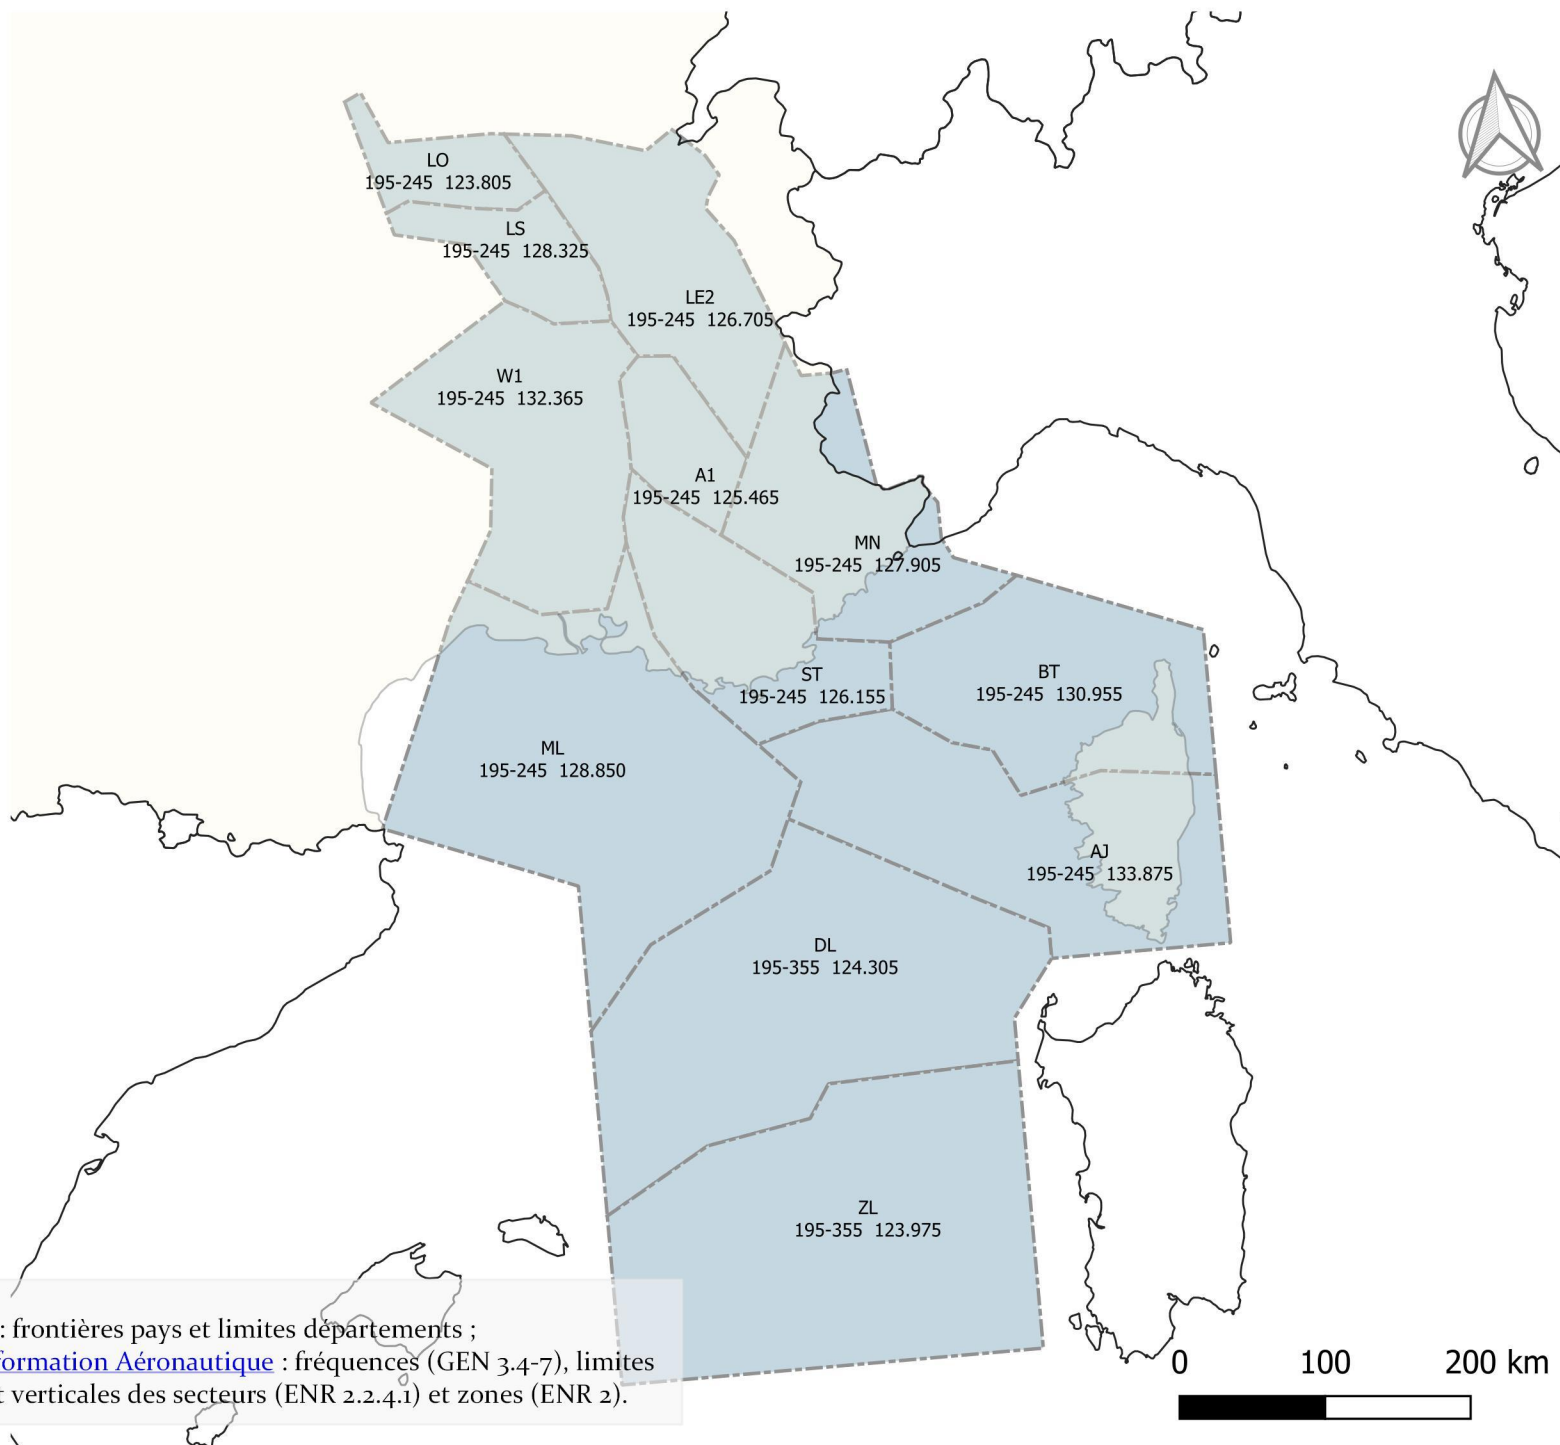 LO
195-245 123.805
LS
195-245 128.325
LE2
195-245 126.705
W1
195-245 132.365
A1
195-245 125.465
MN
195-245 127.905
ST
195-245 126.155
BT
195-245 130.955
ML
195-245 128.850
AJ
195-245 133.875
DL
195-355 124.305
ZL
195-355 123.975
: frontières pays et limites départements ;
formation Aéronautique : fréquences (GEN 3.4-7), limites
t verticales des secteurs (ENR 2.2.4.1) et zones (ENR 2).
0 100 200 km